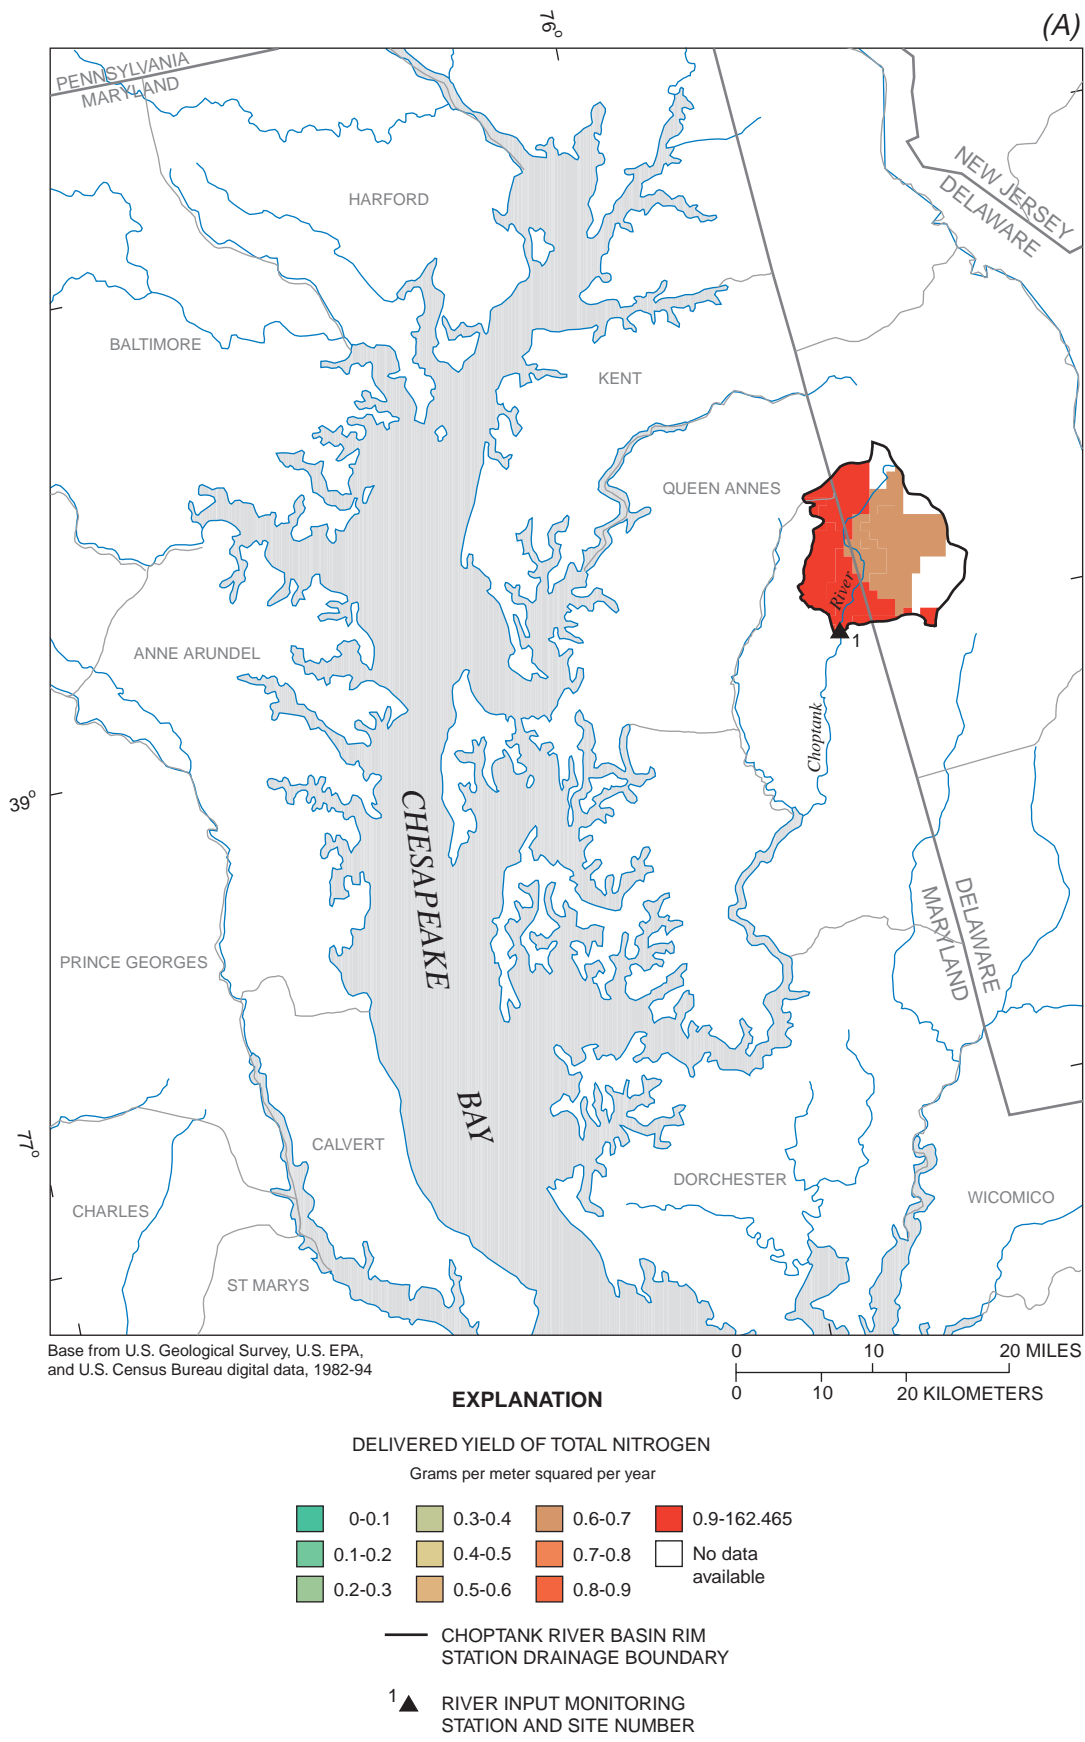 (A)
76°
PENNSYLVANIA
MARYLAND
NEW JERSEY
DELAWARE
HARFORD
BALTIMORE
KENT
QUEEN ANNES
River
1
ANNE ARUNDEL
Choptank
39°
CHESAPEAKE
DELAWARE
MARYLAND
PRINCE GEORGES
BAY
77°
CALVERT
DORCHESTER
WICOMICO
CHARLES
ST MARYS
Base from U.S. Geological Survey, U.S. EPA,
and U.S. Census Bureau digital data, 1982-94
0 10 20 MILES
0 10 20 KILOMETERS
EXPLANATION
DELIVERED YIELD OF TOTAL NITROGEN
Grams per meter squared per year
0-0.1 0.3-0.4 0.6-0.7 0.9-162.465
0.1-0.2 0.4-0.5 0.7-0.8 No data
available
0.2-0.3 0.5-0.6 0.8-0.9
CHOPTANK RIVER BASIN RIM
STATION DRAINAGE BOUNDARY
1 RIVER INPUT MONITORING
STATION AND SITE NUMBER